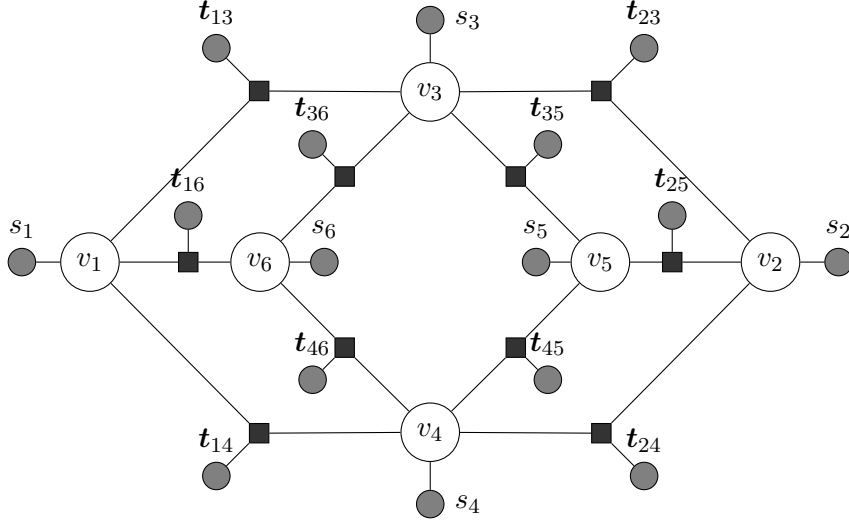 t₁₃
s₃
t₂₃
v₃
t₃₆
t₃₅
t₁₆
t₂₅
s₁
v₁
v₆
s₆
s₅
v₅
v₂
s₂
t₄₆
t₄₅
t₁₄
v₄
t₂₄
s₄